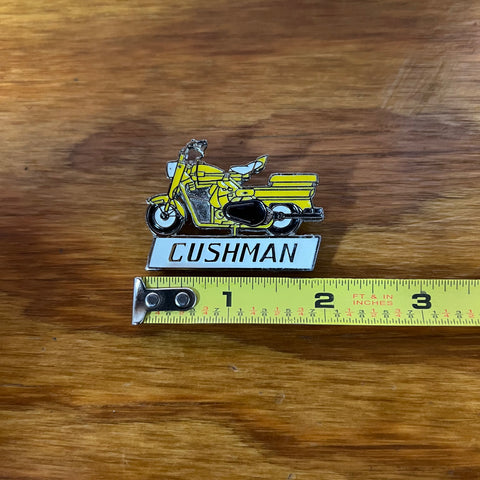 CUSHMAN
1 2 FT & IN 3
INCHES